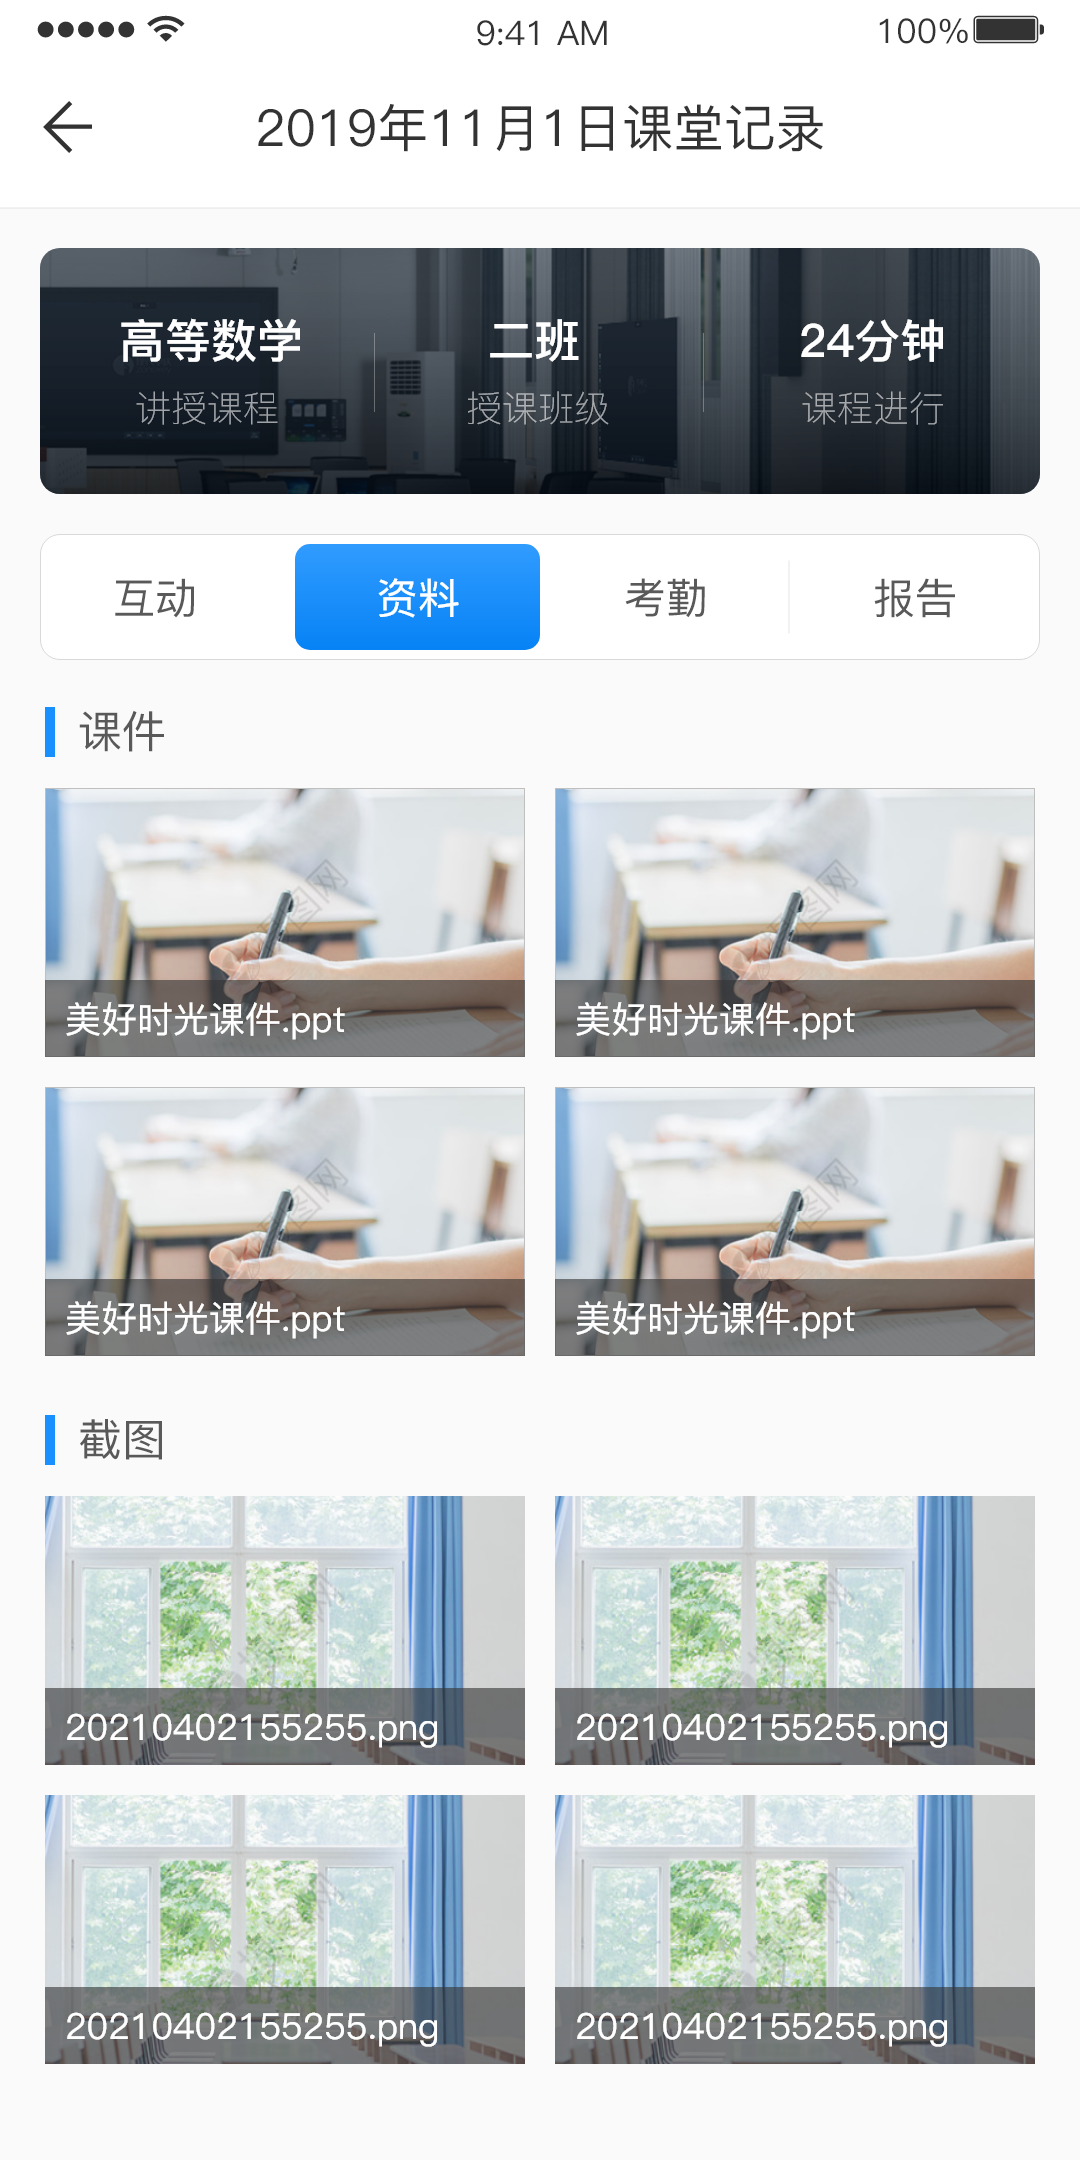 9:41 AM
100%
2019年11月1日课堂记录
高等数学
二班
24分钟
讲授课程
授课班级
课程进行
互动
资料
考勤
报告
课件
美好时光课件.ppt
美好时光课件.ppt
美好时光课件.ppt
美好时光课件.ppt
截图
20210402155255.png
20210402155255.png
20210402155255.png
20210402155255.png